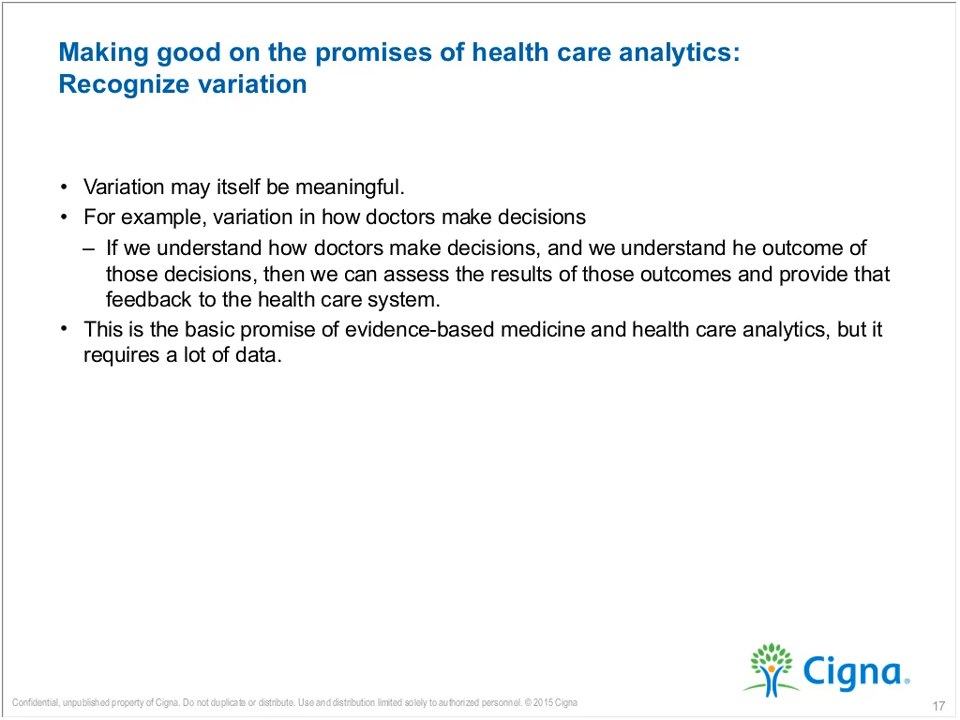 Making good on the promises of health care analytics:
Recognize variation
• Variation may itself be meaningful.
• For example, variation in how doctors make decisions
– If we understand how doctors make decisions, and we understand he outcome of
those decisions, then we can assess the results of those outcomes and provide that
feedback to the health care system.
• This is the basic promise of evidence-based medicine and health care analytics, but it
requires a lot of data.
Cigna®
Confidential, unpublished property of Cigna. Do not duplicate or distribute. Use and distribution limited solely to authorized personnel. © 2015 Cigna
17